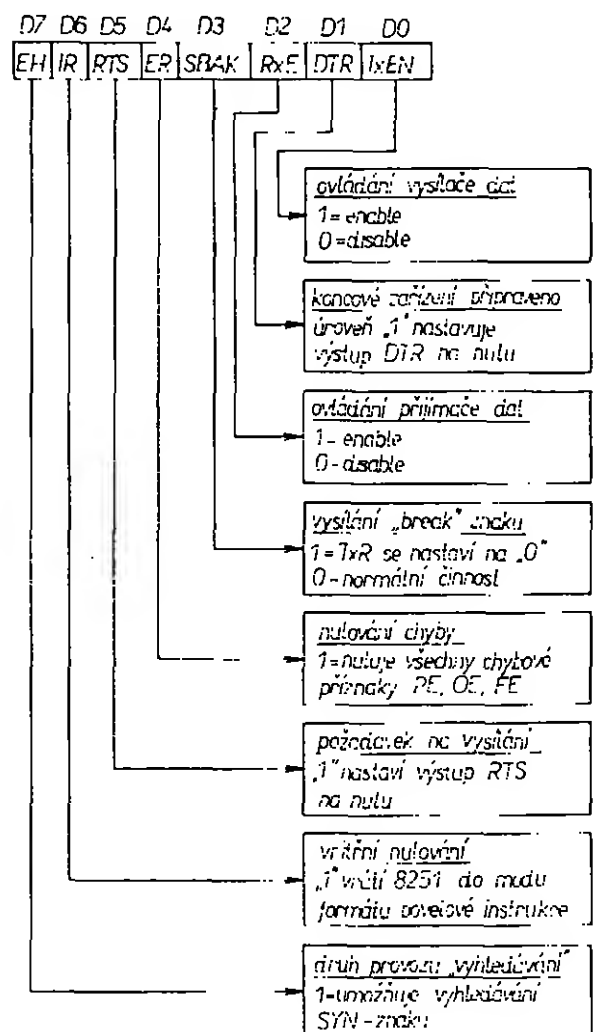 D7 D6 D5 D4 D3 D2 D1 D0
EH IR RTS ER SBAK RxE DTR TxEN
ovládání vysílače dat
1=enable
0=disable
koncové zařízení připraveno
úroveň „1" nastavuje
výstup DTR na nulu
ovládání přijímače dat
1-enable
0-disable
vysílání „break" znaku
1=TxR se nastaví na „0"
0-normální činnost
nulování chyby
1=nuluje všechny chybové
příznaky PE, OE, FE
požadavek na vysílání
„1" nastaví výstup RTS
na nulu
vnitřní nulování
„1" vrátí 8251 do modu
formátu povelové instrukce
druh provozu „vyhledávání"
1-umožňuje vyhledávání
SYN-znaku